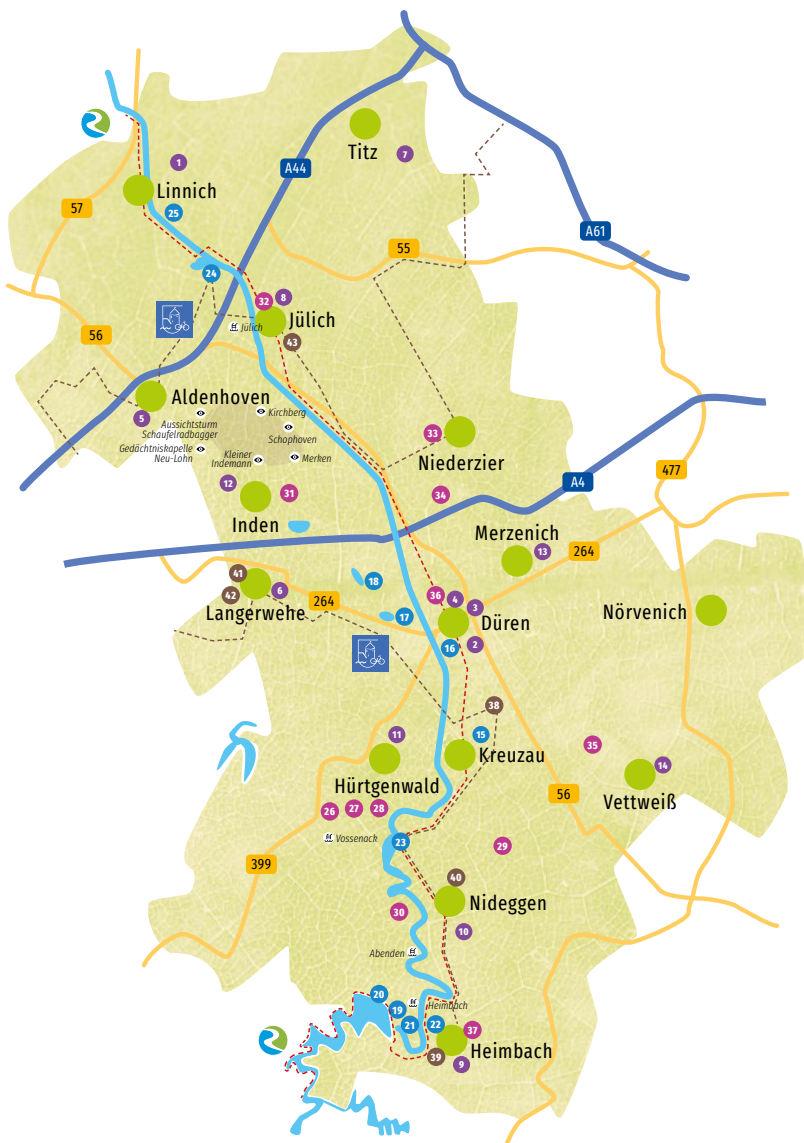 Titz
7
A44
1
Linnich
57
25
A61
55
24
32
8
Jülich
Jülich
43
56
Aldenhoven
5
Kirchberg
Aussichtsturm
Schaufelradbagger
Schophoven
Gedächtniskapelle
Neu-Lohn
Kleiner
Indemann
Merken
33
Niederzier
12
31
Inden
34
477
A4
Merzenich
13
264
41
6
42
Langerwehe
264
18
17
36
4
3
Düren
16
2
Nörvenich
38
11
15
Kreuzau
Hürtgenwald
35
14
Vettweiß
56
26
27
28
Vossenack
23
29
399
40
Nideggen
30
10
Abenden
20
19
Heimbach
21
22
37
Heimbach
39
9